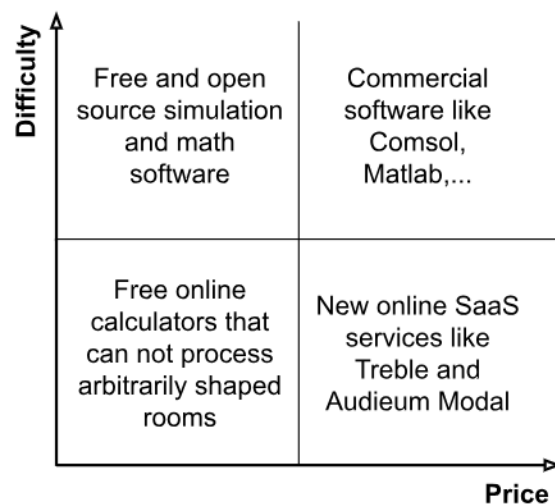 Difficulty
Free and open
source simulation
and math
software
Commercial
software like
Comsol,
Matlab,...
Free online
calculators that
can not process
arbitrarily shaped
rooms
New online SaaS
services like
Treble and
Audieum Modal
Price